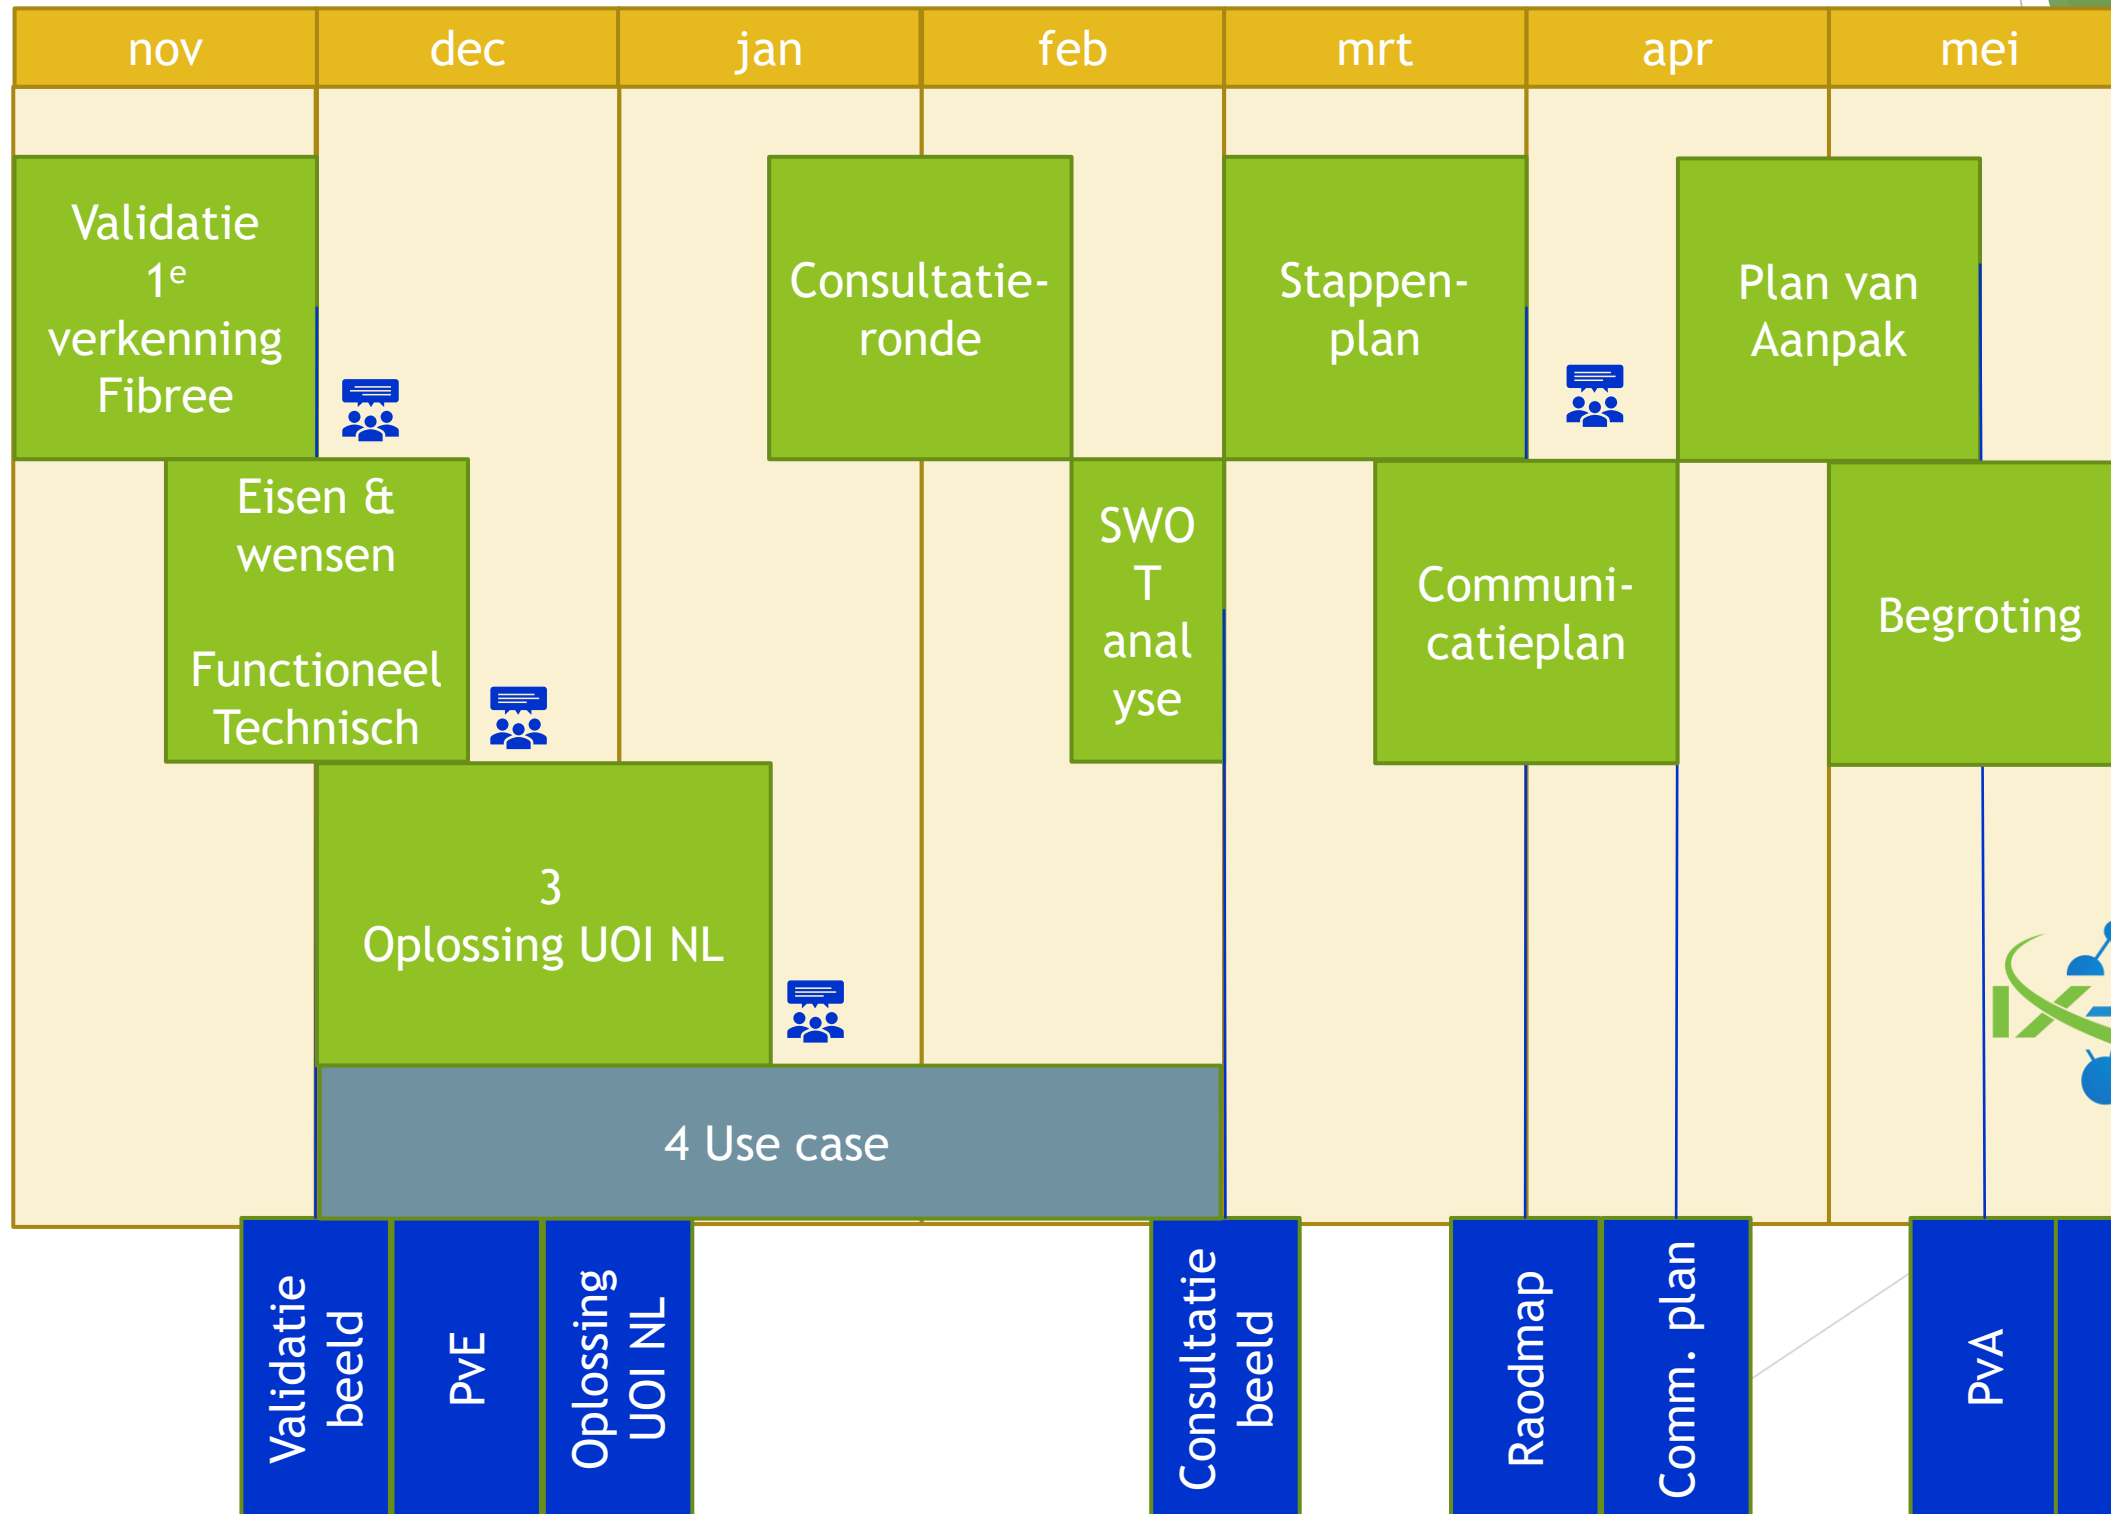 nov dec jan feb mrt apr mei
Validatie
1e
verkenning
Fibree
Consultatie-
ronde
Stappen-
plan
Plan van
Aanpak
Eisen &
wensen
Functioneel
Technisch
SWO
T
anal
yse
Communi-
catieplan
Begroting
3
Oplossing UOI NL
4 Use case
Validatie
beeld
PvE
Oplossing
UOI NL
Consultatie
beeld
Raodmap
Comm. plan
PvA